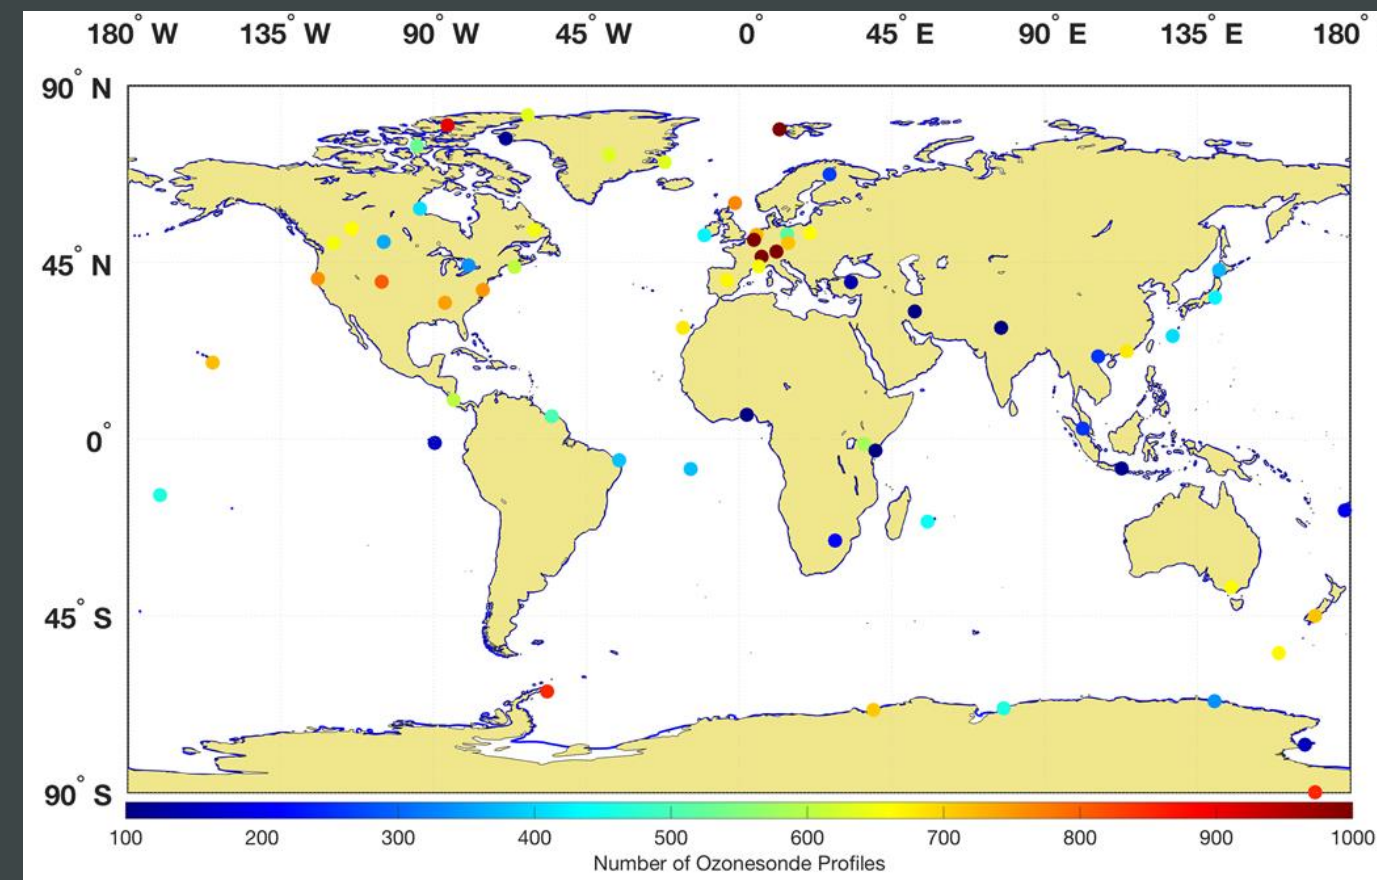 180° W 135° W 90° W 45° W 0° 45° E 90° E 135° E 180°
90° N
45° N
0°
45° S
90° S
100 200 300 400 500 600 700 800 900 1000
Number of Ozonesonde Profiles